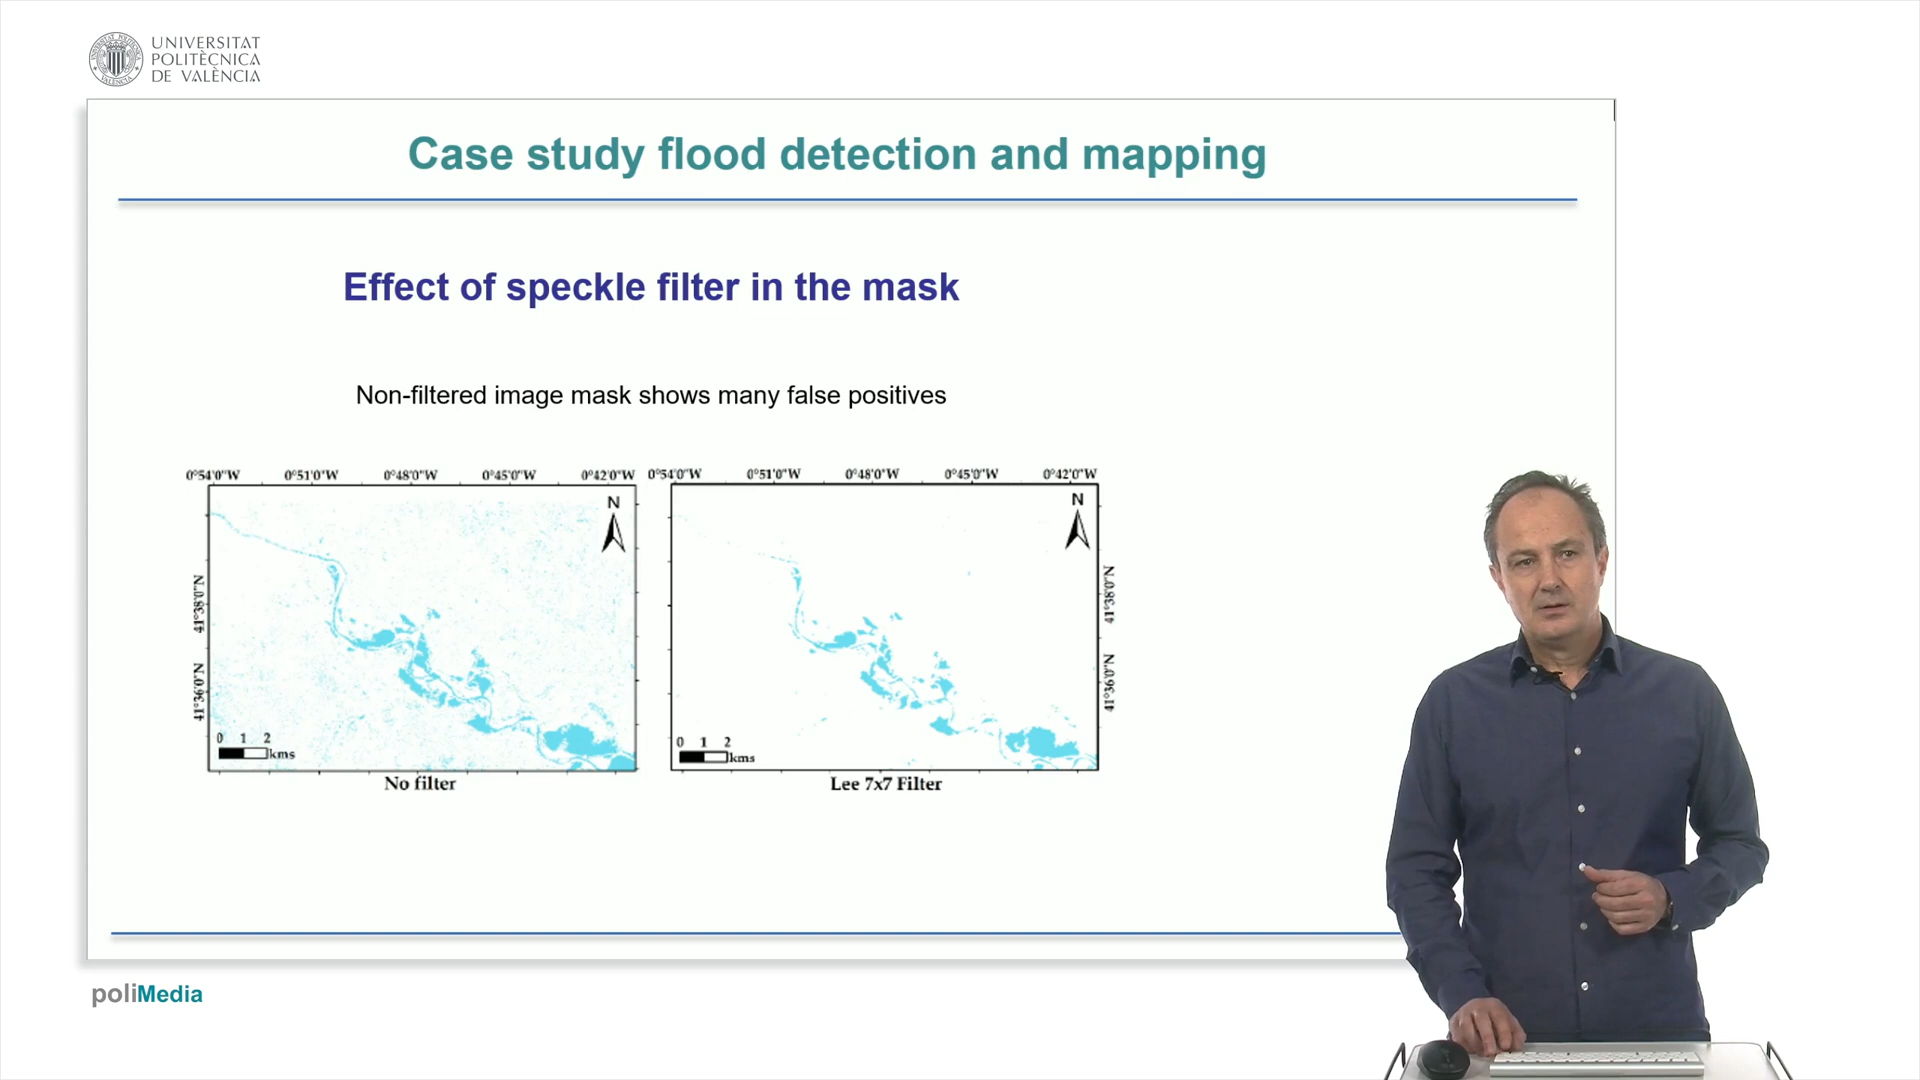 UNIVERSITAT
POLITÈCNICA
DE VALÈNCIA
Case study flood detection and mapping
Effect of speckle filter in the mask
Non-filtered image mask shows many false positives
0°54'0"W 0°51'0"W 0°48'0"W 0°45'0"W 0°42'0"W
N
41°38'0"N
41°36'0"N
0 1 2
kms
No filter
0°54'0"W 0°51'0"W 0°48'0"W 0°45'0"W 0°42'0"W
N
41°38'0"N
41°36'0"N
0 1 2
kms
Lee 7x7 Filter
poliMedia